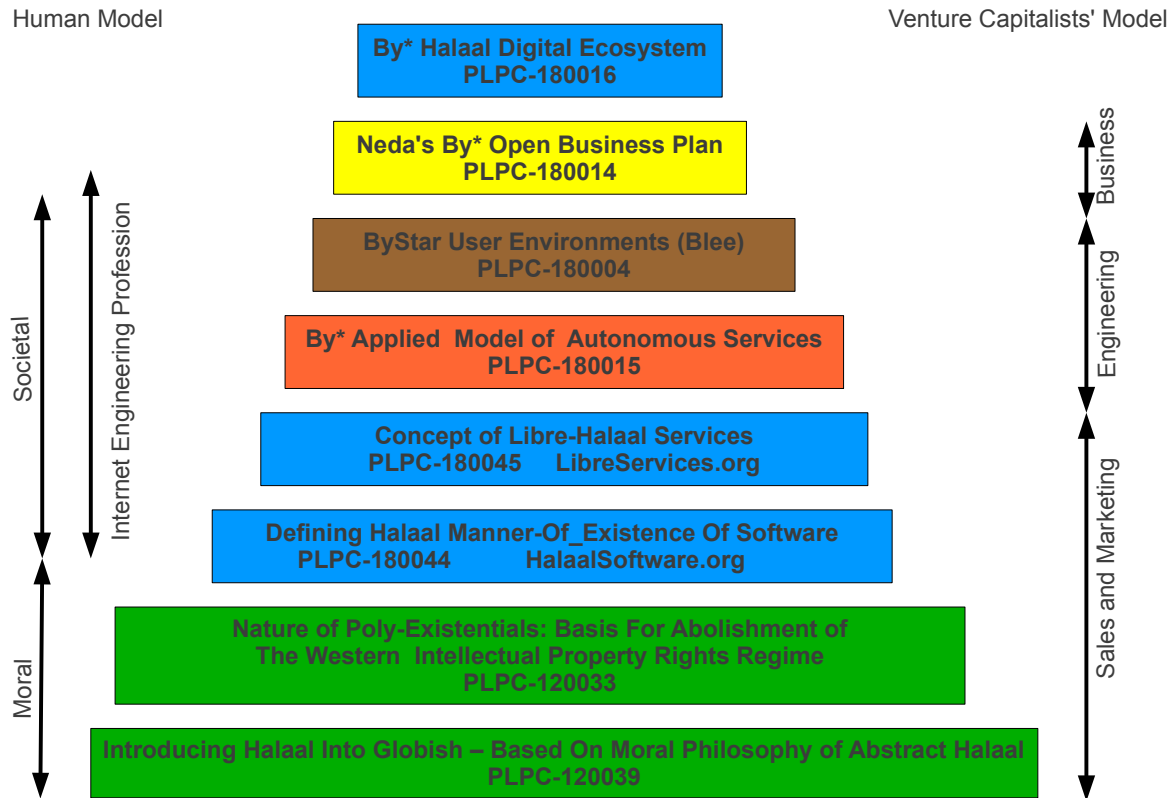 Human Model
Venture Capitalists' Model
By* Halaal Digital Ecosystem
PLPC-180016
Neda's By* Open Business Plan
PLPC-180014
ByStar User Environments (Blee)
PLPC-180004
By* Applied Model of Autonomous Services
PLPC-180015
Concept of Libre-Halaal Services
PLPC-180045 LibreServices.org
Defining Halaal Manner-Of_Existence Of Software
PLPC-180044 HalaalSoftware.org
Nature of Poly-Existentials: Basis For Abolishment of
The Western Intellectual Property Rights Regime
PLPC-120033
Introducing Halaal Into Globish – Based On Moral Philosophy of Abstract Halaal
PLPC-120039
Societal
Moral
Internet Engineering Profession
Business
Engineering
Sales and Marketing